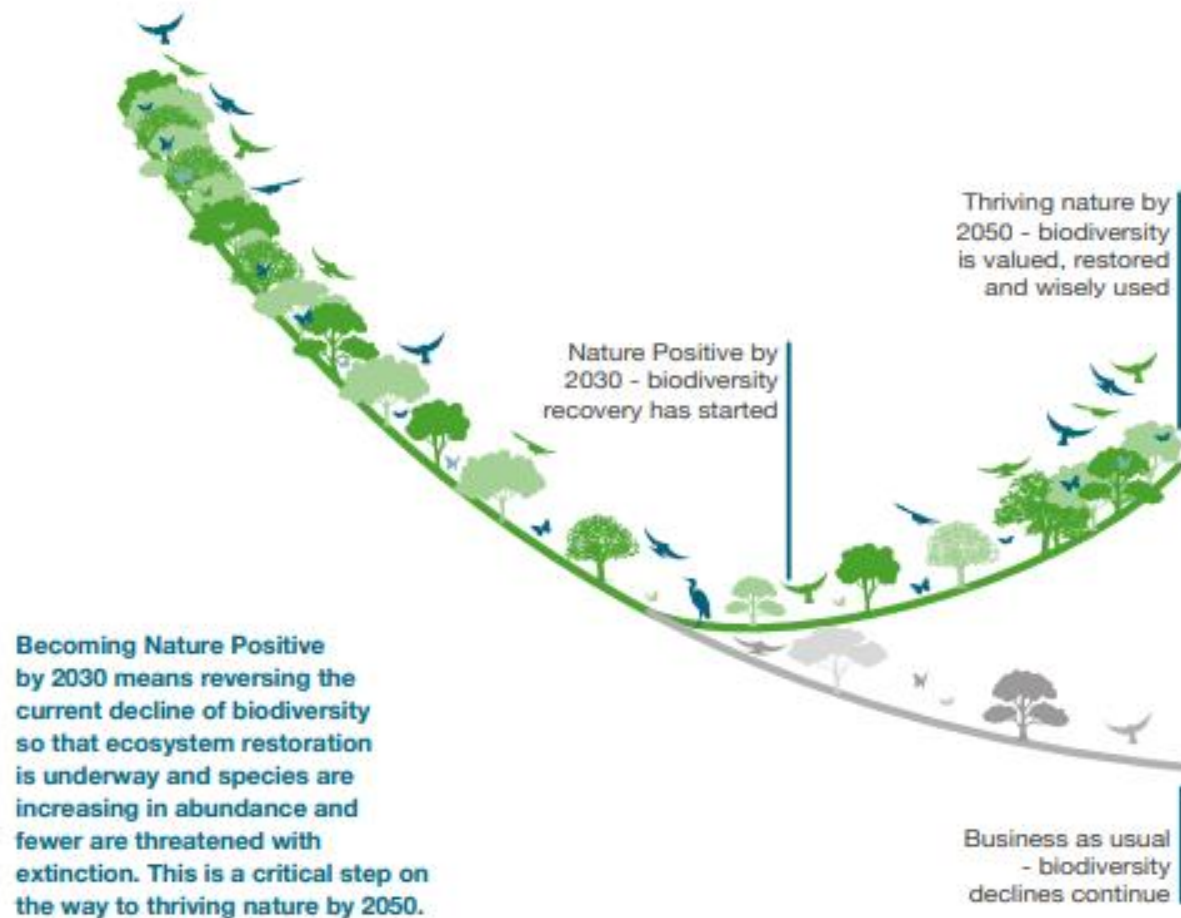 Thriving nature by
2050 - biodiversity
is valued, restored
and wisely used
Nature Positive by
2030 - biodiversity
recovery has started
Becoming Nature Positive
by 2030 means reversing the
current decline of biodiversity
so that ecosystem restoration
is underway and species are
increasing in abundance and
fewer are threatened with
extinction. This is a critical step on
the way to thriving nature by 2050.
Business as usual
- biodiversity
declines continue